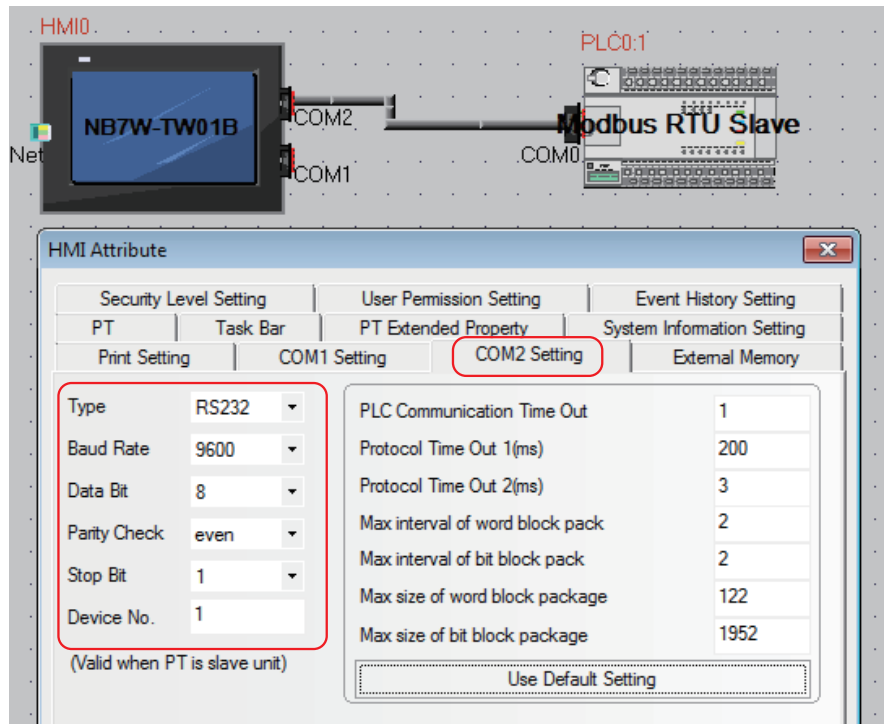 HMI0
PLC0:1
NB7W-TW01B
COM2
Modbus RTU Slave
Net
COM0
COM1
HMI Attribute
Security Level Setting User Permission Setting Event History Setting
PT Task Bar PT Extended Property System Information Setting
Print Setting COM1 Setting COM2 Setting External Memory
Type RS232
Baud Rate 9600
Data Bit 8
Parity Check even
Stop Bit 1
Device No. 1
(Valid when PT is slave unit)
PLC Communication Time Out 1
Protocol Time Out 1(ms) 200
Protocol Time Out 2(ms) 3
Max interval of word block pack 2
Max interval of bit block pack 2
Max size of word block package 122
Max size of bit block package 1952
Use Default Setting